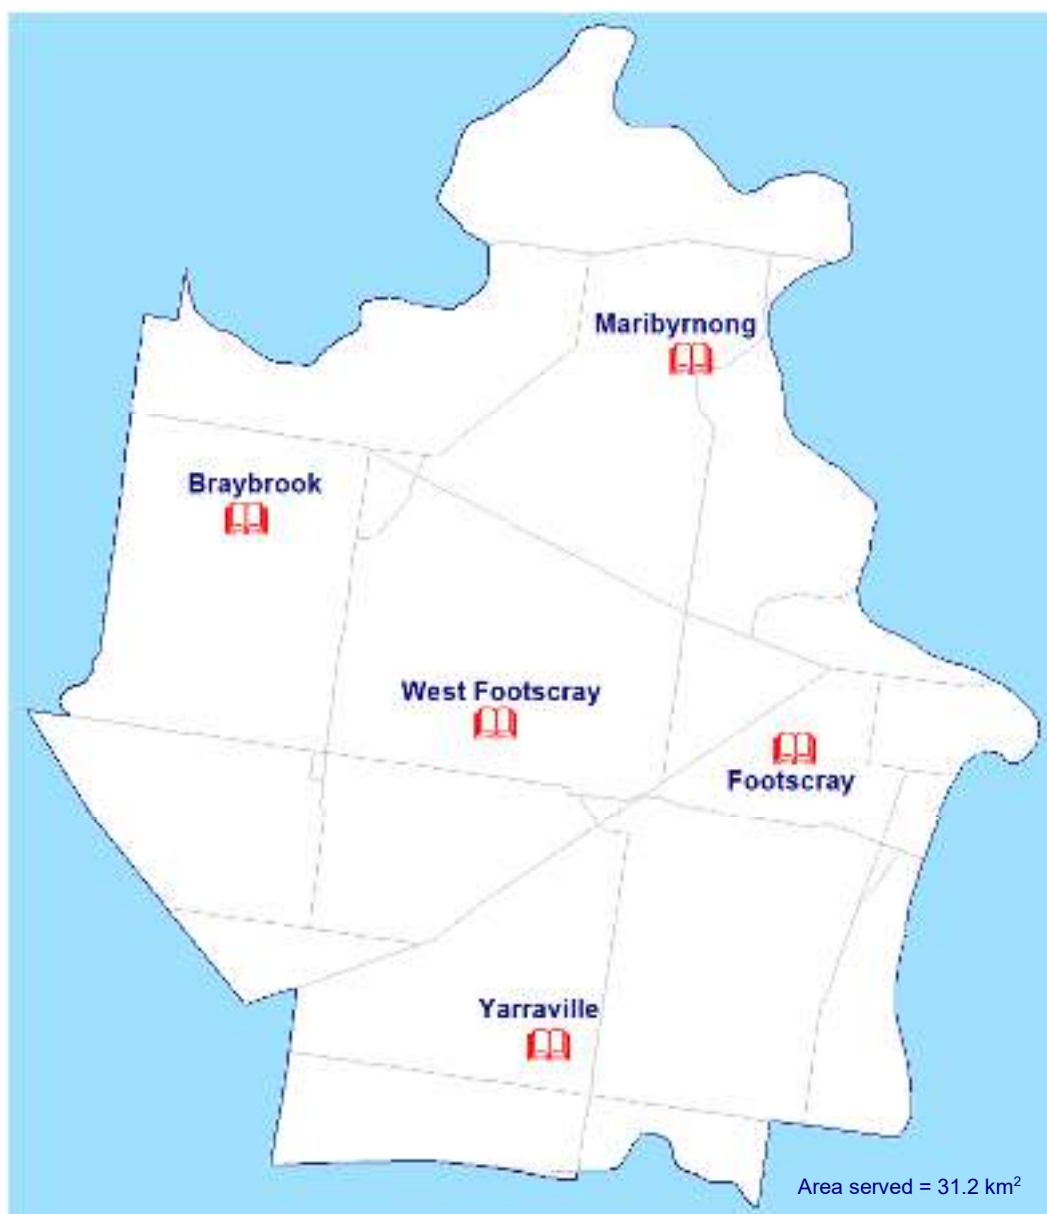 Maribyrnong
Braybrook
West Footscray
Footscray
Yarraville
Area served = 31.2 km²